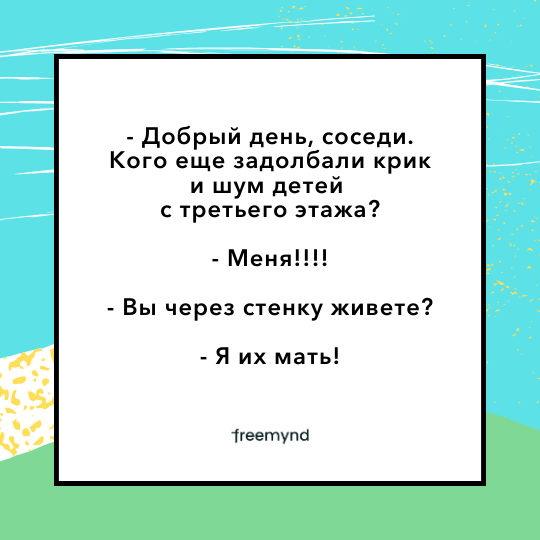 - Добрый день, соседи.
Кого еще задолбали крик
и шум детей
с третьего этажа?
- Меня!!!!
- Вы через стенку живете?
- Я их мать!
freemynd